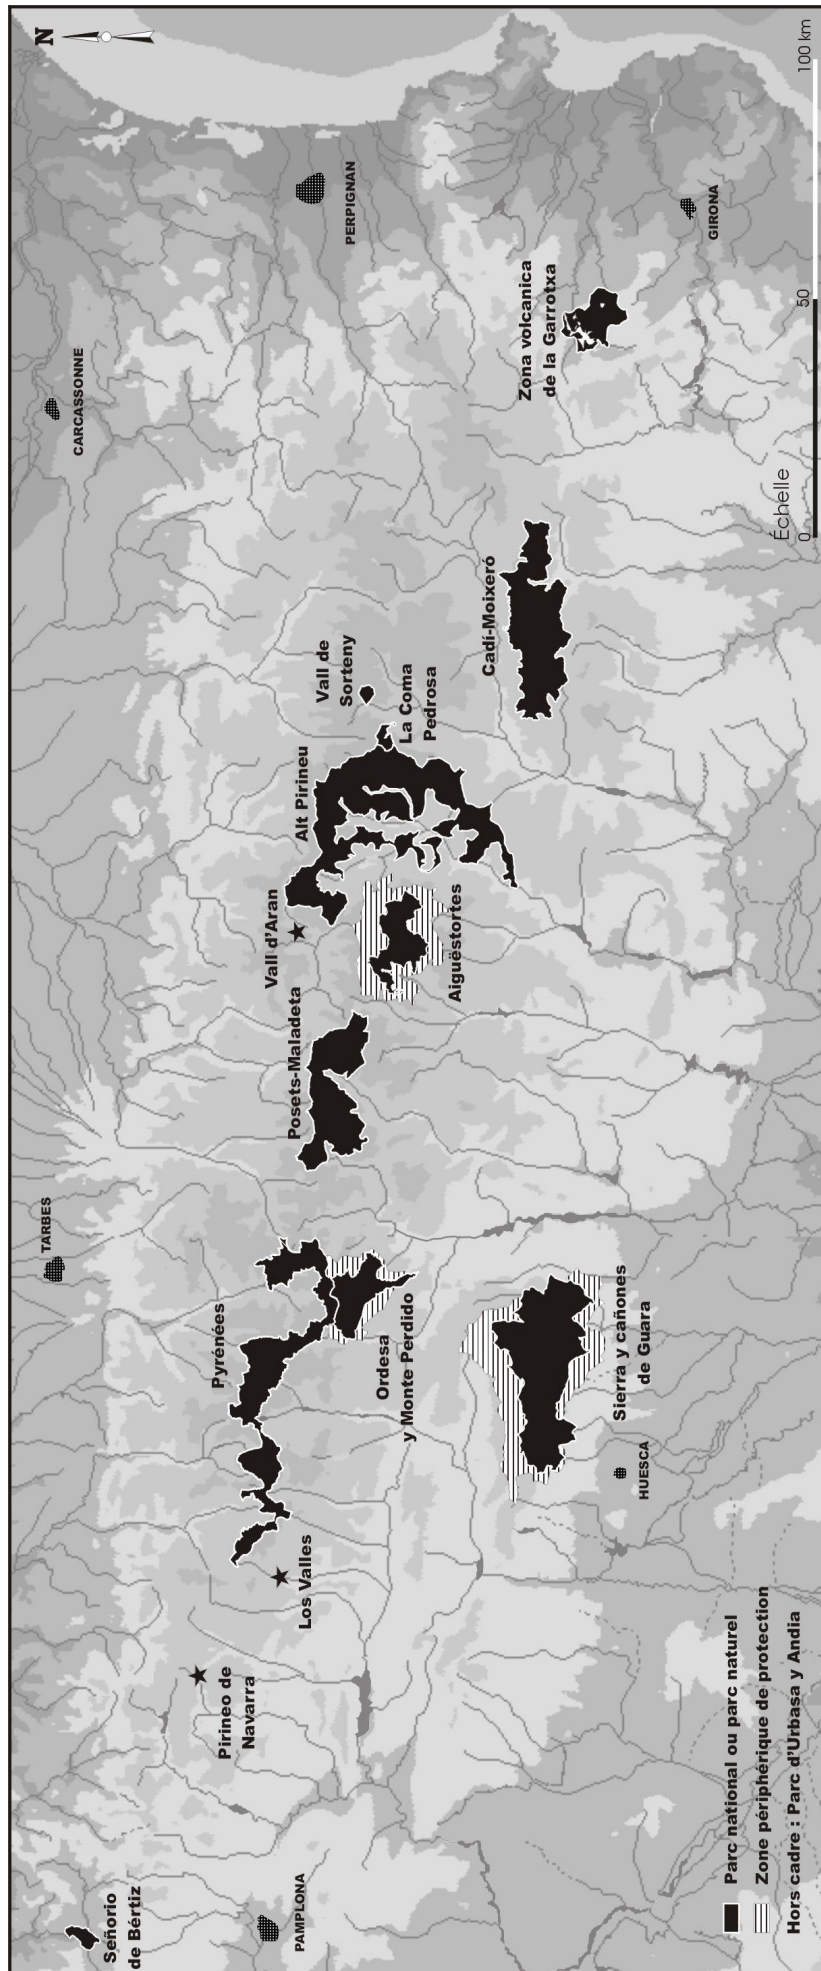 Señorio
de Bértiz
PAMPLONA
Pirineo de
Navarra
Los Valles
Pyrénées
TARBES
Ordesa
y Monte Perdido
Sierra y cañones
de Guara
HUESCA
Posets-Maladeta
Vall d'Aran
Aigüestortes
Alt Pirineu
La Coma
Pedrosa
Vall de
Sorteny
Cadí-Moixeró
CARCASSONNE
PERPIGNAN
Zona volcanica
de la Garrotxa
GIRONA
N
Parc national ou parc naturel
Zone périphérique de protection
Hors cadre : Parc d'Urbasa y Andia
Échelle
0 50 100 km